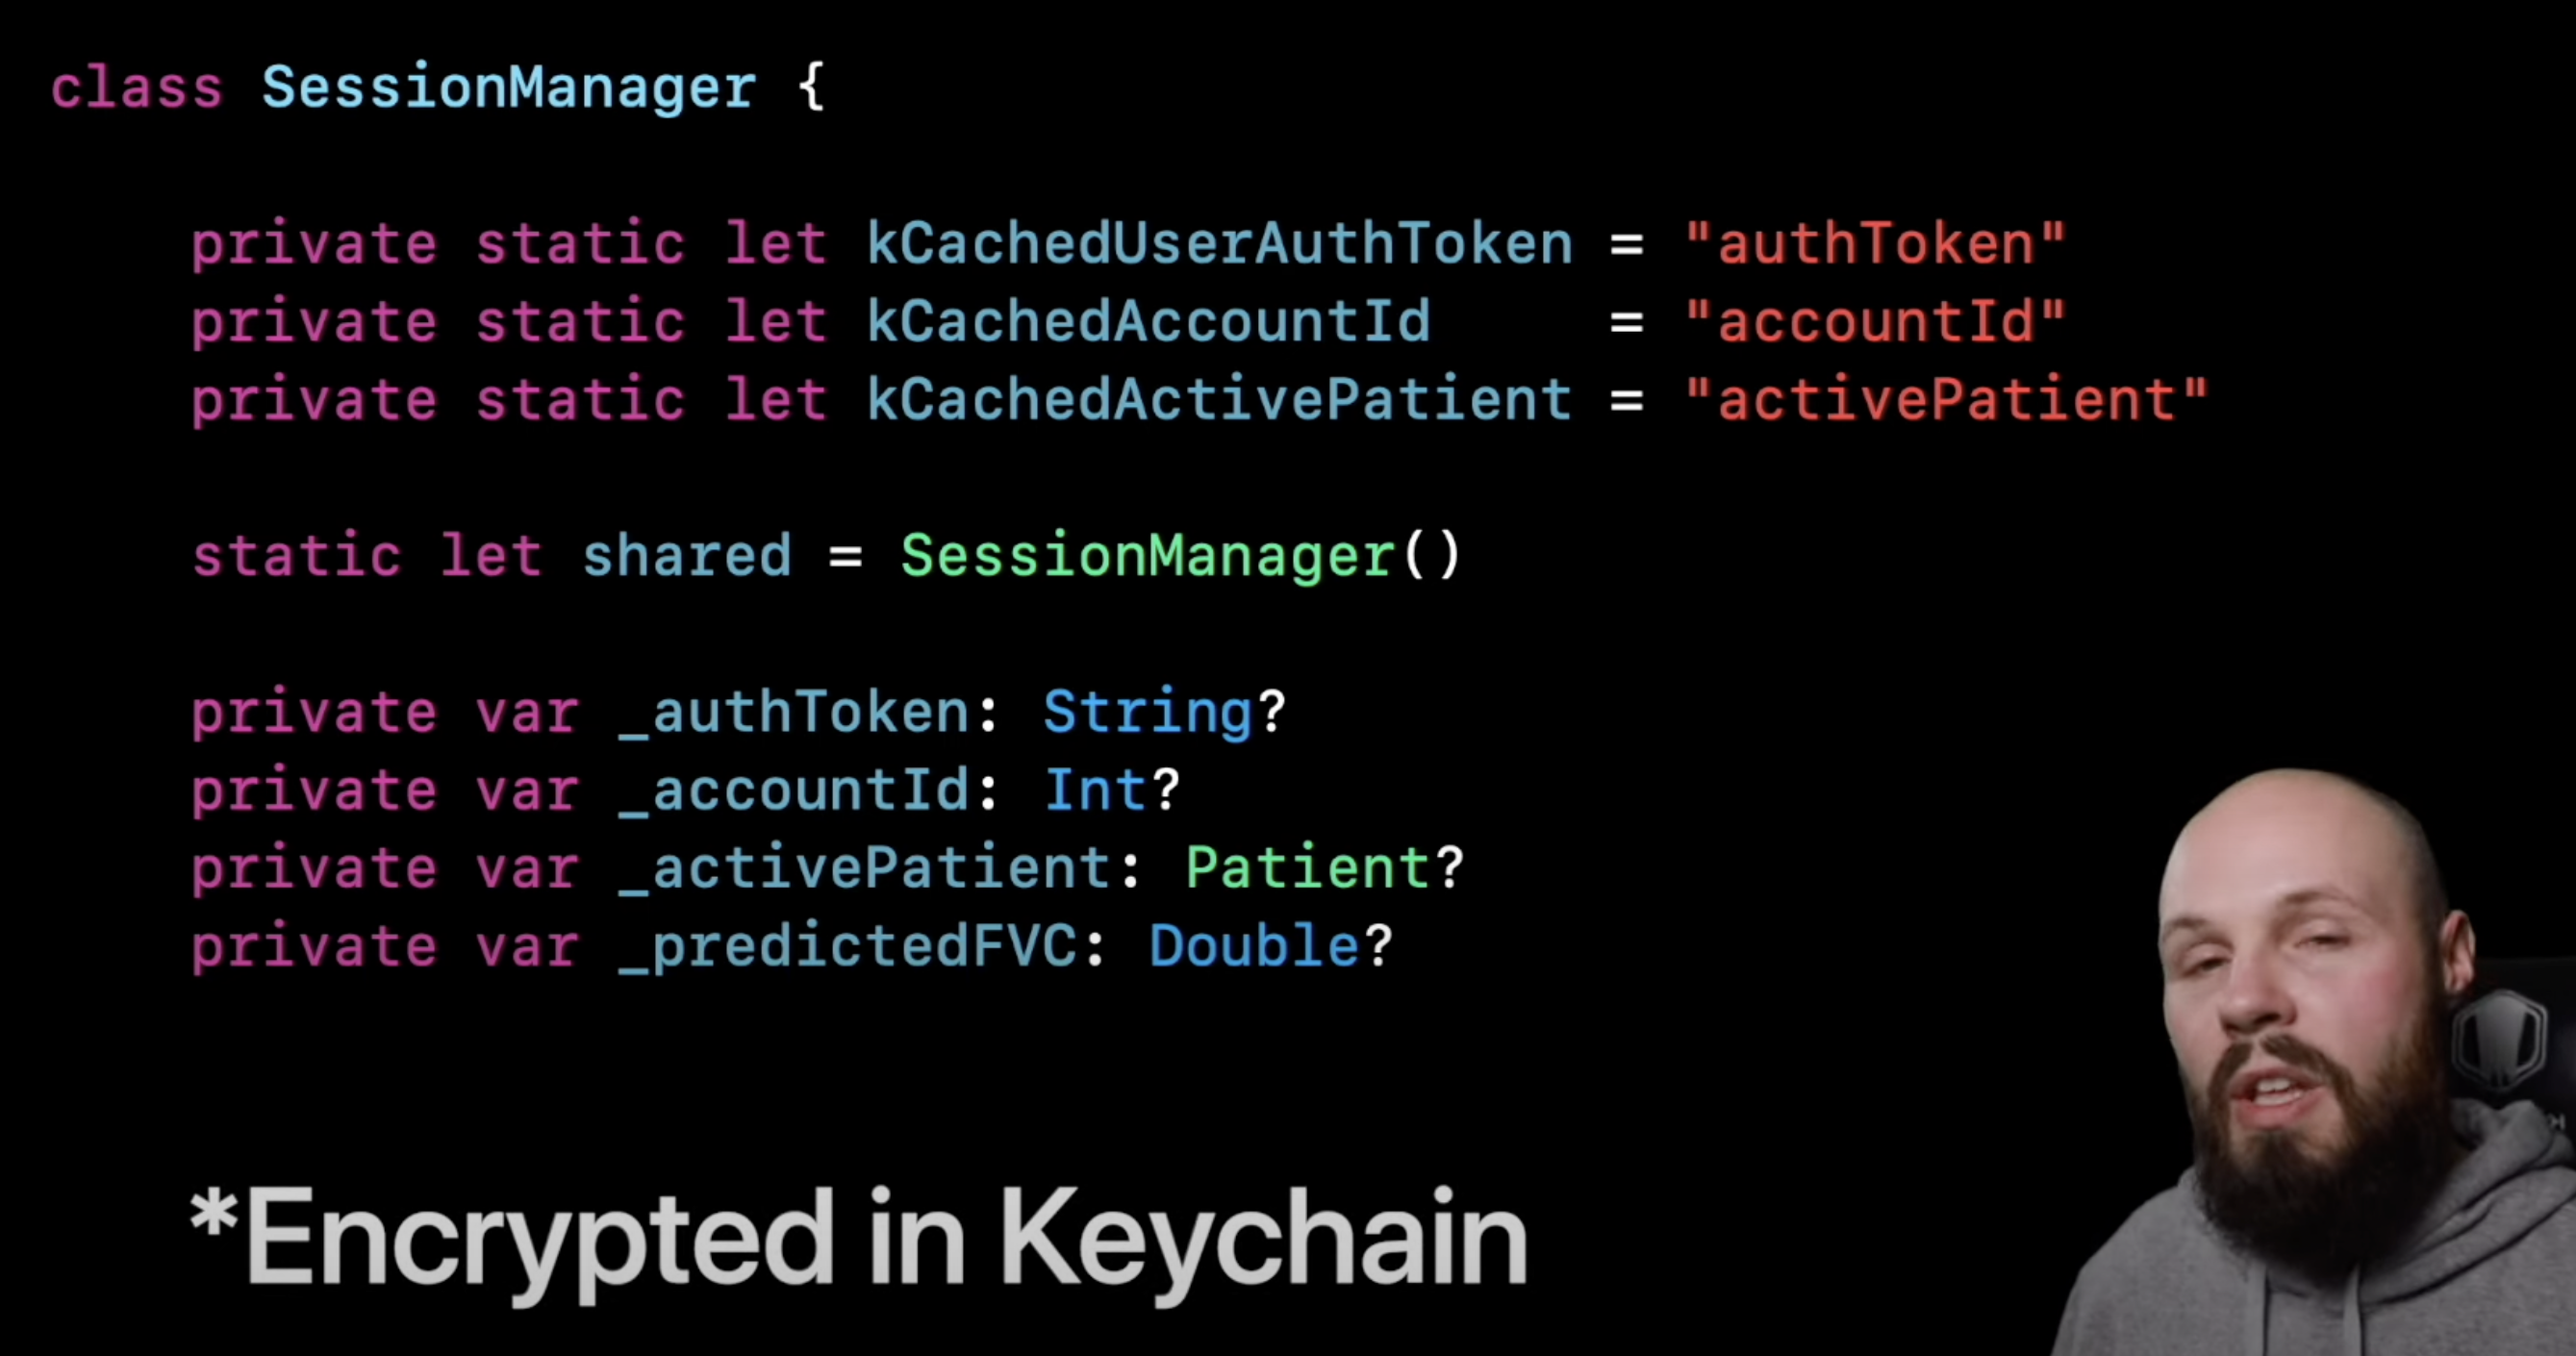 class SessionManager {
private static let kCachedUserAuthToken = "authToken"
private static let kCachedAccountId = "accountId"
private static let kCachedActivePatient = "activePatient"
static let shared = SessionManager()
private var _authToken: String?
private var _accountId: Int?
private var _activePatient: Patient?
private var _predictedFVC: Double?
*Encrypted in Keychain